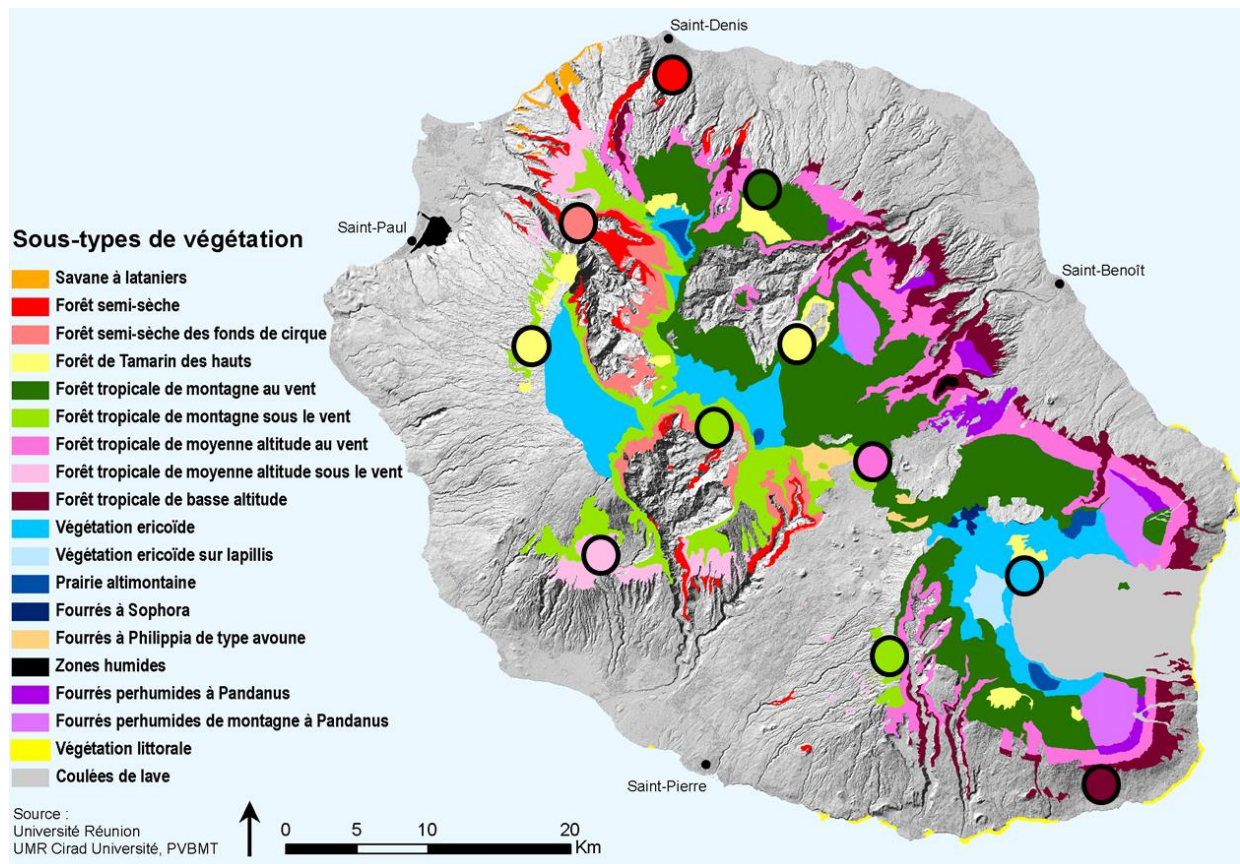 Saint-Denis
Saint-Paul
Saint-Benoît
Saint-Pierre
Sous-types de végétation
Savane à lataniers
Forêt semi-sèche
Forêt semi-sèche des fonds de cirque
Forêt de Tamarin des hauts
Forêt tropicale de montagne au vent
Forêt tropicale de montagne sous le vent
Forêt tropicale de moyenne altitude au vent
Forêt tropicale de moyenne altitude sous le vent
Forêt tropicale de basse altitude
Végétation ericoïde
Végétation ericoïde sur lapillis
Prairie altimontaine
Fourrés à Sophora
Fourrés à Philippia de type avoune
Zones humides
Fourrés perhumides à Pandanus
Fourrés perhumides de montagne à Pandanus
Végétation littorale
Coulées de lave
Source :
Université Réunion
UMR Cirad Université, PVBMT
0 5 10 20
Km